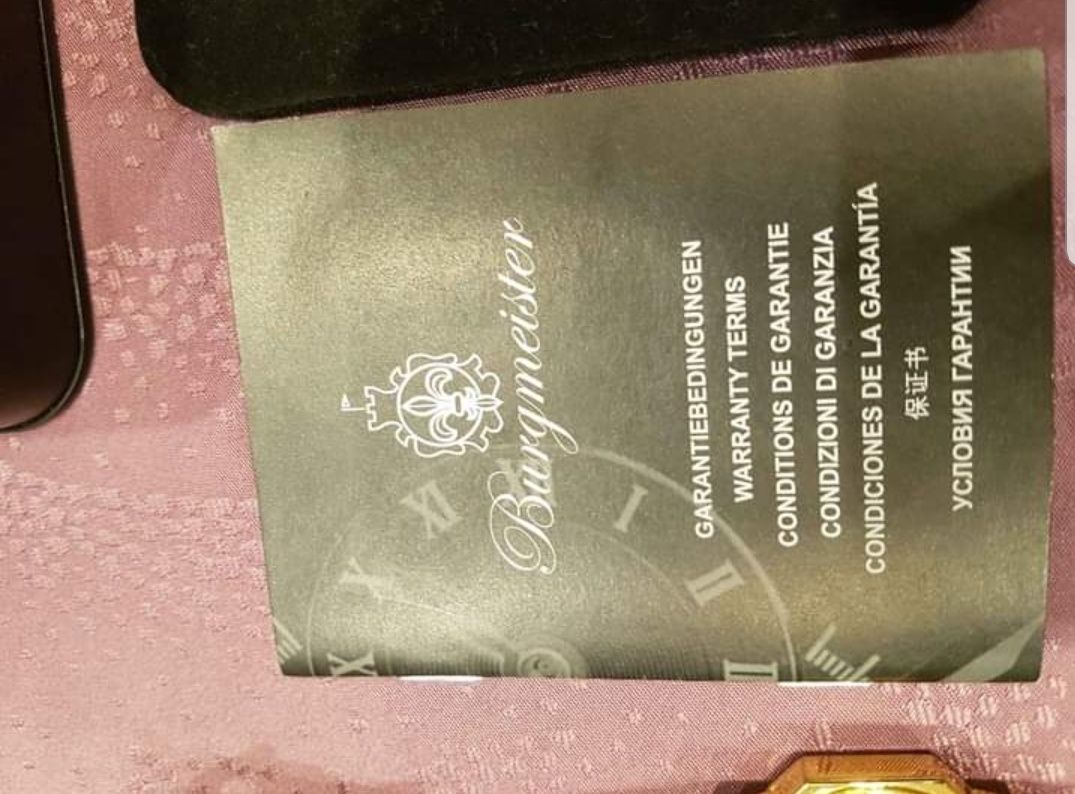 Burgmeister
GARANTIEBEDINGUNGEN
WARRANTY TERMS
CONDITIONS DE GARANTIE
CONDIZIONI DI GARANZIA
CONDICIONES DE LA GARANTÍA
保证书
УСЛОВИЯ ГАРАНТИИ